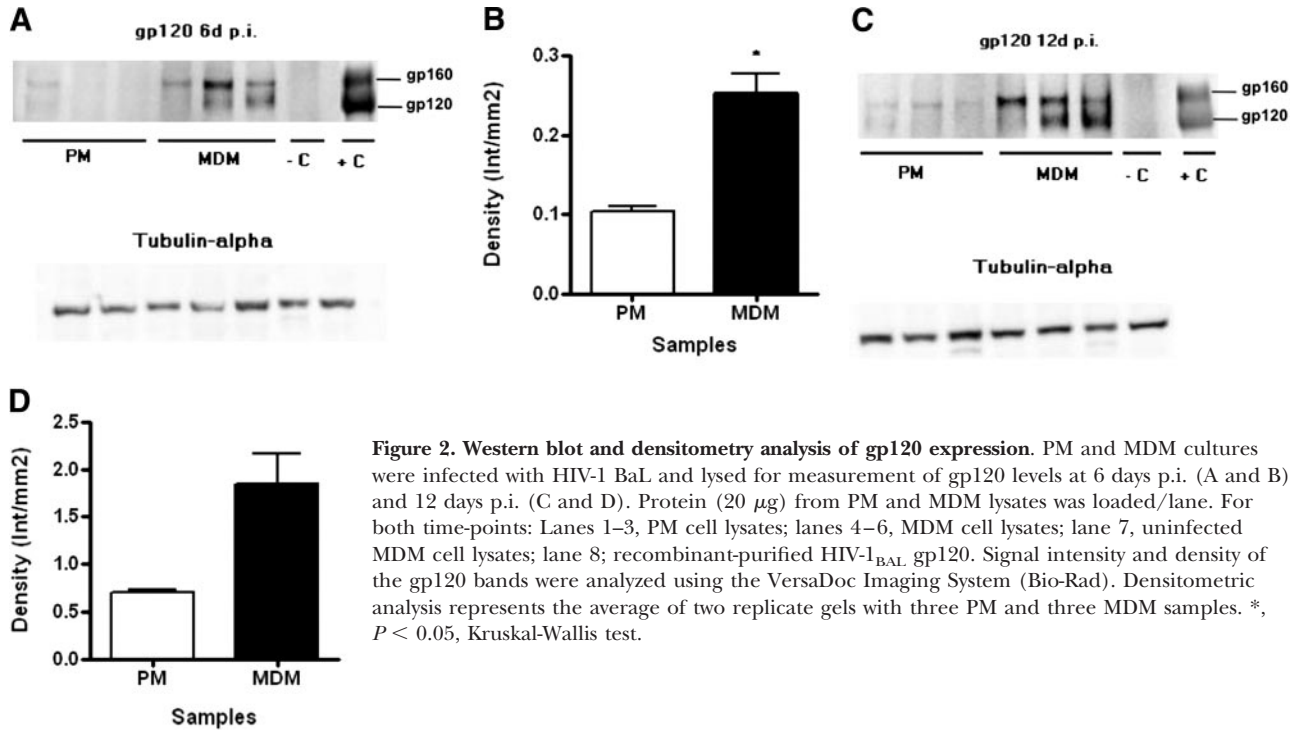 A
gp120 6d p.i.
gp160
gp120
PM
MDM
- C
+ C
Tubulin-alpha
B
*
Density (Int/mm2)
0.3
0.2
0.1
0.0
PM
MDM
Samples
C
gp120 12d p.i.
gp160
gp120
PM
MDM
- C
+ C
Tubulin-alpha
D
Density (Int/mm2)
2.5
2.0
1.5
1.0
0.5
0.0
PM
MDM
Samples
Figure 2. Western blot and densitometry analysis of gp120 expression. PM and MDM cultures
were infected with HIV-1 BaL and lysed for measurement of gp120 levels at 6 days p.i. (A and B)
and 12 days p.i. (C and D). Protein (20 μg) from PM and MDM lysates was loaded/lane. For
both time-points: Lanes 1–3, PM cell lysates; lanes 4–6, MDM cell lysates; lane 7, uninfected
MDM cell lysates; lane 8; recombinant-purified HIV-1BAL gp120. Signal intensity and density of
the gp120 bands were analyzed using the VersaDoc Imaging System (Bio-Rad). Densitometric
analysis represents the average of two replicate gels with three PM and three MDM samples. *,
P < 0.05, Kruskal-Wallis test.